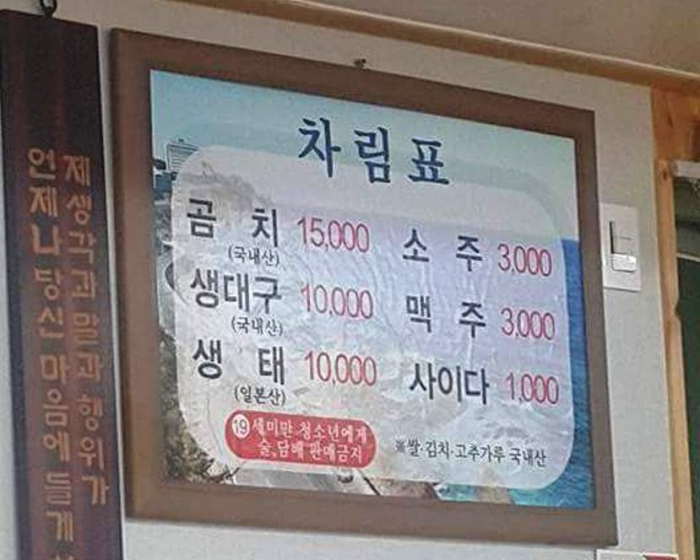 차림표
곰 치 15,000
(국내산)
생대구 10,000
(국내산)
생 태 10,000
(일본산)
소 주 3,000
맥 주 3,000
사이다 1,000
19세미만 청소년에게
술,담배 판매금지
※쌀·김치·고추가루 국내산
제생각과말과행위가
언제나당신마음에들게